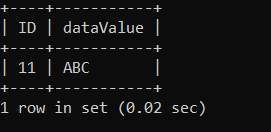 +----+-----------+
| ID | dataValue |
+----+-----------+
| 11 | ABC       |
+----+-----------+
1 row in set (0.02 sec)